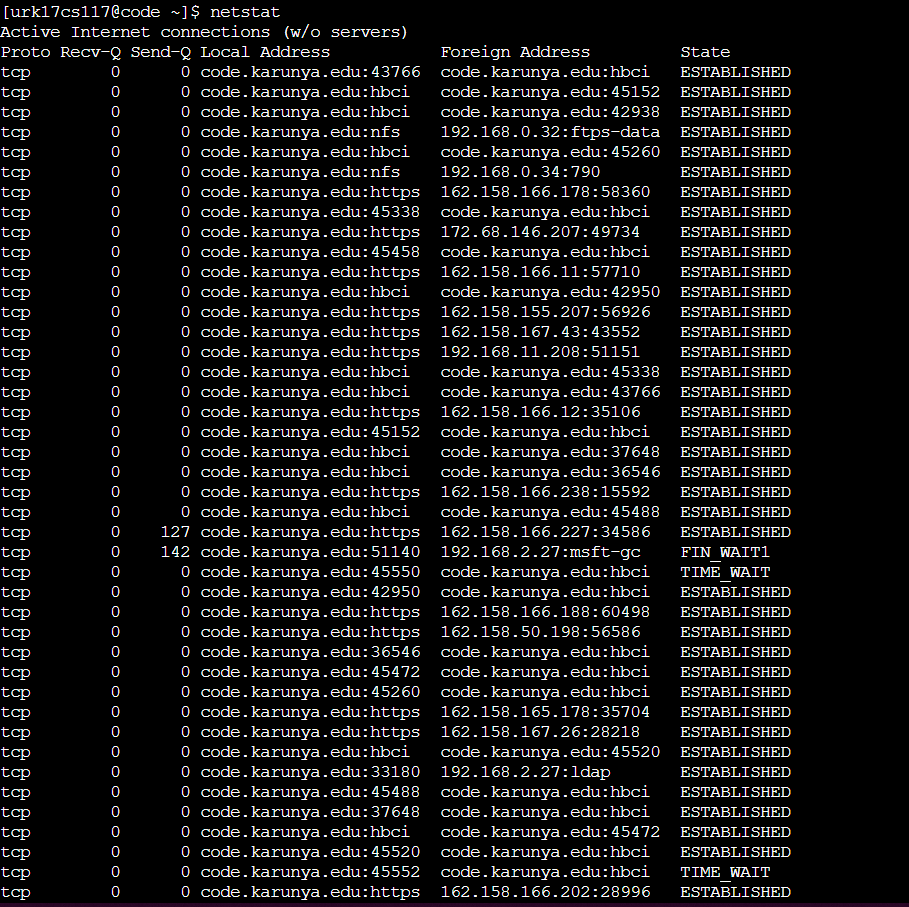 [urk17cs117@code ~]$ netstat
Active Internet connections (w/o servers)
Proto Recv-Q Send-Q Local Address           Foreign Address         State
tcp        0      0 code.karunya.edu:43766  code.karunya.edu:hbci   ESTABLISHED
tcp        0      0 code.karunya.edu:hbci   code.karunya.edu:45152  ESTABLISHED
tcp        0      0 code.karunya.edu:hbci   code.karunya.edu:42938  ESTABLISHED
tcp        0      0 code.karunya.edu:nfs    192.168.0.32:ftps-data  ESTABLISHED
tcp        0      0 code.karunya.edu:hbci   code.karunya.edu:45260  ESTABLISHED
tcp        0      0 code.karunya.edu:nfs    192.168.0.34:790        ESTABLISHED
tcp        0      0 code.karunya.edu:https  162.158.166.178:58360   ESTABLISHED
tcp        0      0 code.karunya.edu:45338  code.karunya.edu:hbci   ESTABLISHED
tcp        0      0 code.karunya.edu:https  172.68.146.207:49734    ESTABLISHED
tcp        0      0 code.karunya.edu:45458  code.karunya.edu:hbci   ESTABLISHED
tcp        0      0 code.karunya.edu:https  162.158.166.11:57710    ESTABLISHED
tcp        0      0 code.karunya.edu:hbci   code.karunya.edu:42950  ESTABLISHED
tcp        0      0 code.karunya.edu:https  162.158.155.207:56926   ESTABLISHED
tcp        0      0 code.karunya.edu:https  162.158.167.43:43552    ESTABLISHED
tcp        0      0 code.karunya.edu:https  192.168.11.208:51151    ESTABLISHED
tcp        0      0 code.karunya.edu:hbci   code.karunya.edu:45338  ESTABLISHED
tcp        0      0 code.karunya.edu:hbci   code.karunya.edu:43766  ESTABLISHED
tcp        0      0 code.karunya.edu:https  162.158.166.12:35106    ESTABLISHED
tcp        0      0 code.karunya.edu:45152  code.karunya.edu:hbci   ESTABLISHED
tcp        0      0 code.karunya.edu:hbci   code.karunya.edu:37648  ESTABLISHED
tcp        0      0 code.karunya.edu:hbci   code.karunya.edu:36546  ESTABLISHED
tcp        0      0 code.karunya.edu:https  162.158.166.238:15592   ESTABLISHED
tcp        0      0 code.karunya.edu:hbci   code.karunya.edu:45488  ESTABLISHED
tcp        0    127 code.karunya.edu:https  162.158.166.227:34586   ESTABLISHED
tcp        0    142 code.karunya.edu:51140  192.168.2.27:msft-gc    FIN_WAIT1
tcp        0      0 code.karunya.edu:45550  code.karunya.edu:hbci   TIME_WAIT
tcp        0      0 code.karunya.edu:42950  code.karunya.edu:hbci   ESTABLISHED
tcp        0      0 code.karunya.edu:https  162.158.166.188:60498   ESTABLISHED
tcp        0      0 code.karunya.edu:https  162.158.50.198:56586    ESTABLISHED
tcp        0      0 code.karunya.edu:36546  code.karunya.edu:hbci   ESTABLISHED
tcp        0      0 code.karunya.edu:45472  code.karunya.edu:hbci   ESTABLISHED
tcp        0      0 code.karunya.edu:45260  code.karunya.edu:hbci   ESTABLISHED
tcp        0      0 code.karunya.edu:https  162.158.165.178:35704   ESTABLISHED
tcp        0      0 code.karunya.edu:https  162.158.167.26:28218    ESTABLISHED
tcp        0      0 code.karunya.edu:hbci   code.karunya.edu:45520  ESTABLISHED
tcp        0      0 code.karunya.edu:33180  192.168.2.27:ldap       ESTABLISHED
tcp        0      0 code.karunya.edu:45488  code.karunya.edu:hbci   ESTABLISHED
tcp        0      0 code.karunya.edu:37648  code.karunya.edu:hbci   ESTABLISHED
tcp        0      0 code.karunya.edu:hbci   code.karunya.edu:45472  ESTABLISHED
tcp        0      0 code.karunya.edu:45520  code.karunya.edu:hbci   ESTABLISHED
tcp        0      0 code.karunya.edu:45552  code.karunya.edu:hbci   TIME_WAIT
tcp        0      0 code.karunya.edu:https  162.158.166.202:28996   ESTABLISHED